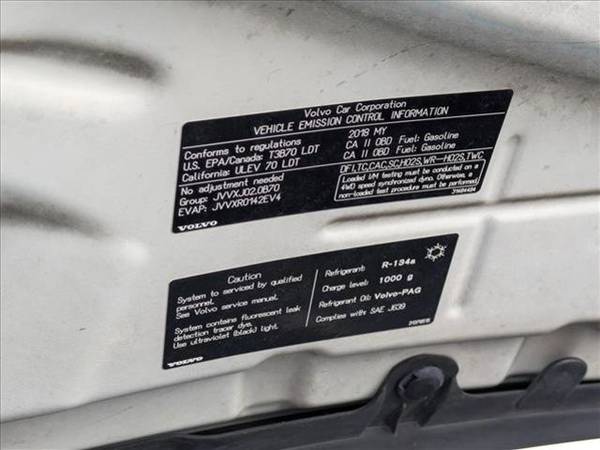 Volvo Car Corporation
VEHICLE EMISSION CONTROL INFORMATION
Conforms to regulations 2018 MY
U.S. EPA/Canada: T3B70 LDT CA II OBD Fuel: Gasoline
California: ULEV 70 LDT CA II OBD Fuel: Gasoline
No adjustment needed
Group: JVVXJ02.0B70
EVAP: JVVXR0142EV4
DFI,TC,CAC,SC,HO2S,WR-HO2S,TWC
Loaded I/M testing must be conducted on a
4WD speed synchronized dyno. Otherwise a
non-loaded test procedure must be performed.
VOLVO
Caution
System to serviced by qualified
personnel.
See Volvo service manual.
System contains fluorescent leak
detection tracer dye.
Use ultraviolet (black) light.
VOLVO
Refrigerant: R-134a
Charge level: 1000 g
Refrigerant Oil: Volvo-PAG
Complies with: SAE J639